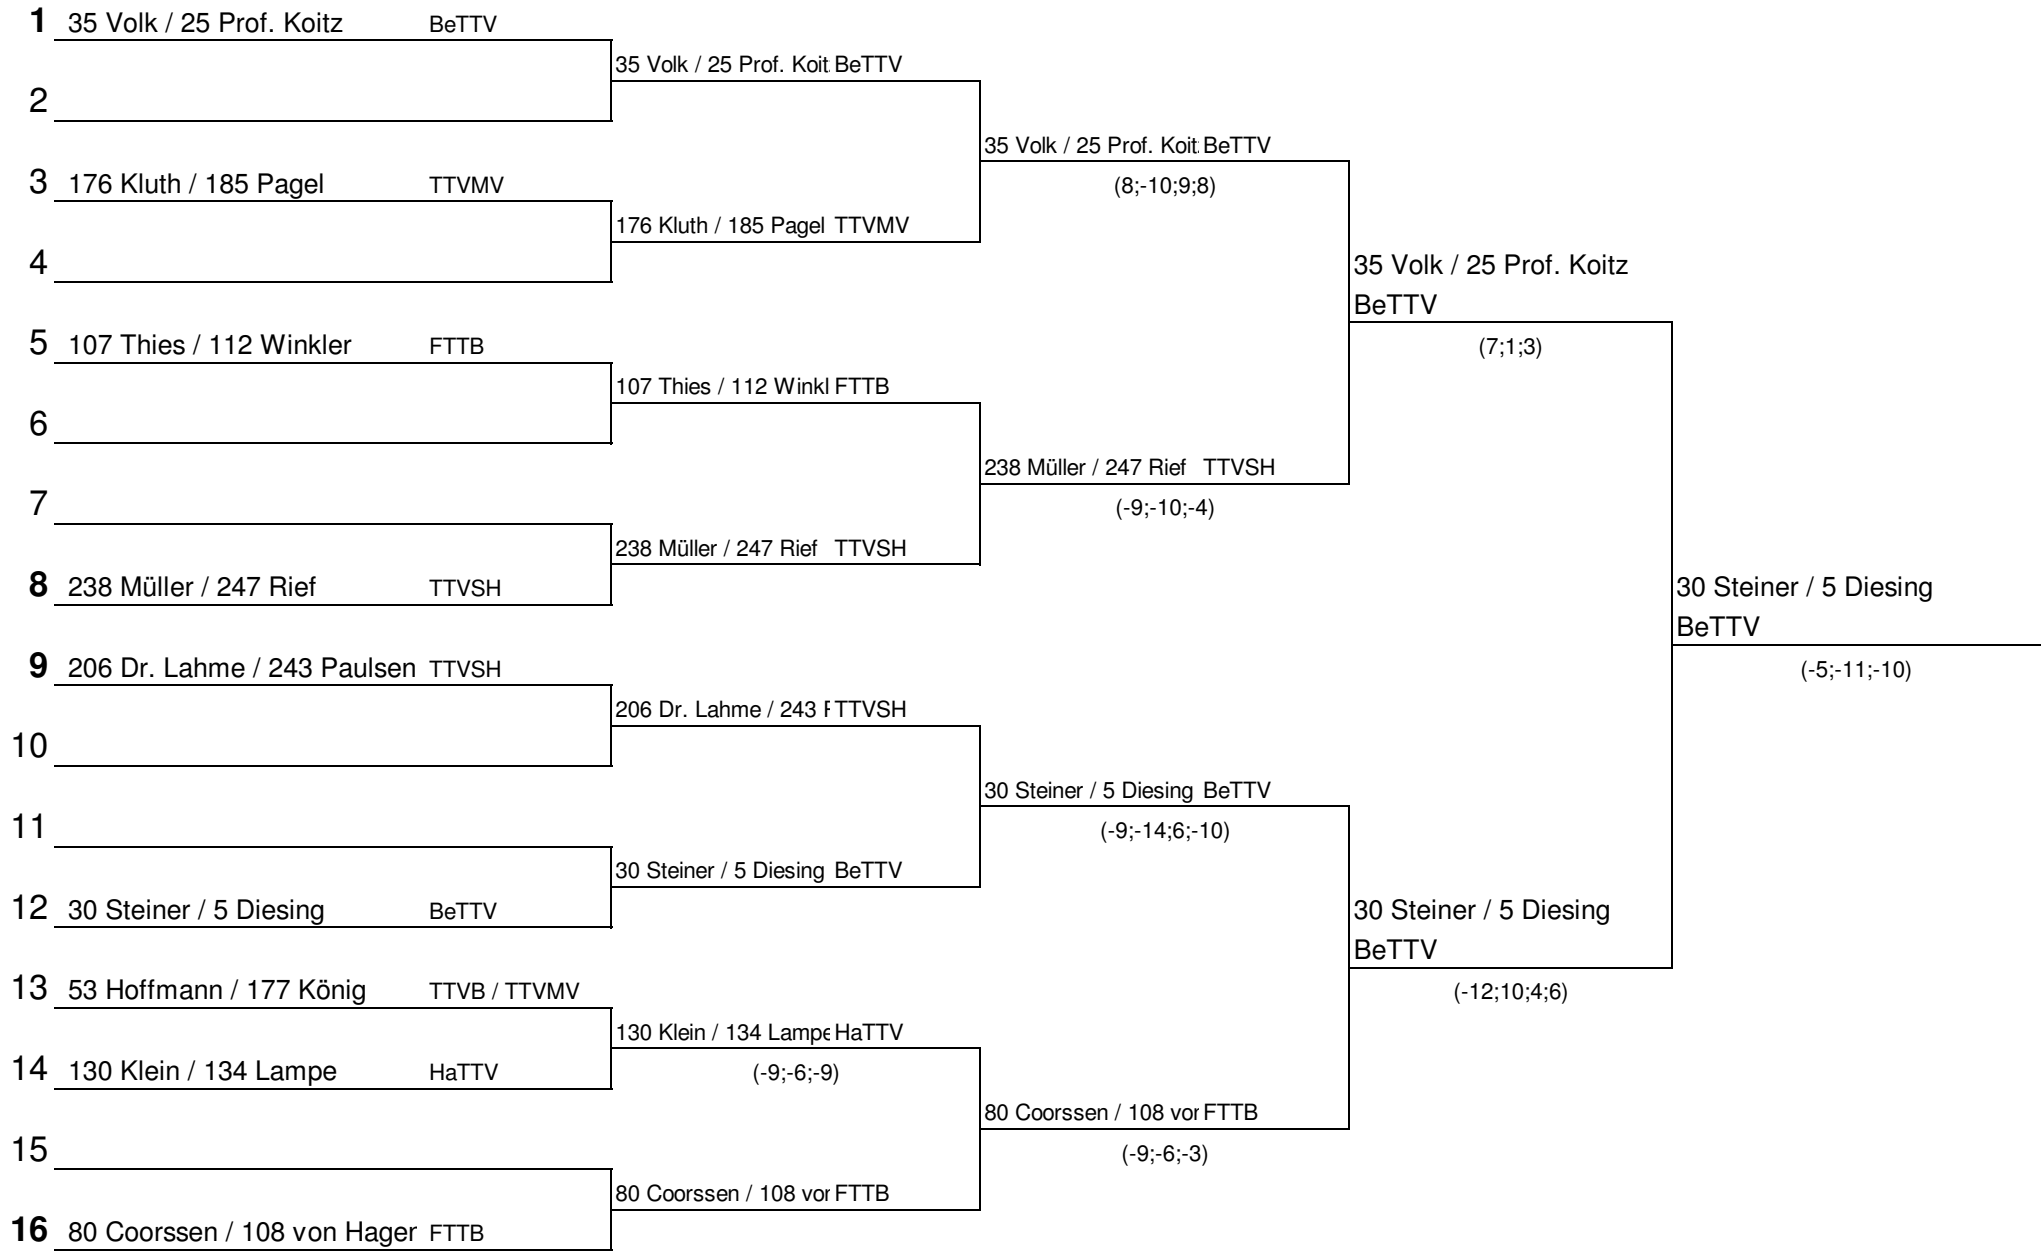 1 35 Volk / 25 Prof. Koitz BeTTV
35 Volk / 25 Prof. Koit BeTTV
2
35 Volk / 25 Prof. Koit BeTTV
3 176 Kluth / 185 Pagel TTVMV
(8;-10;9;8)
176 Kluth / 185 Pagel TTVMV
4
35 Volk / 25 Prof. Koitz
BeTTV
5 107 Thies / 112 Winkler FTTB
(7;1;3)
107 Thies / 112 Winkl FTTB
6
238 Müller / 247 Rief TTVSH
7
(-9;-10;-4)
238 Müller / 247 Rief TTVSH
8 238 Müller / 247 Rief TTVSH
30 Steiner / 5 Diesing
BeTTV
9 206 Dr. Lahme / 243 Paulsen TTVSH
(-5;-11;-10)
206 Dr. Lahme / 243 TTVSH
10
30 Steiner / 5 Diesing BeTTV
11
(-9;-14;6;-10)
30 Steiner / 5 Diesing BeTTV
12 30 Steiner / 5 Diesing BeTTV
30 Steiner / 5 Diesing
BeTTV
13 53 Hoffmann / 177 König TTVB / TTVMV
(-12;10;4;6)
130 Klein / 134 Lampe HaTTV
14 130 Klein / 134 Lampe HaTTV
(-9;-6;-9)
80 Coorssen / 108 vor FTTB
15
(-9;-6;-3)
80 Coorssen / 108 vor FTTB
16 80 Coorssen / 108 von Hager FTTB